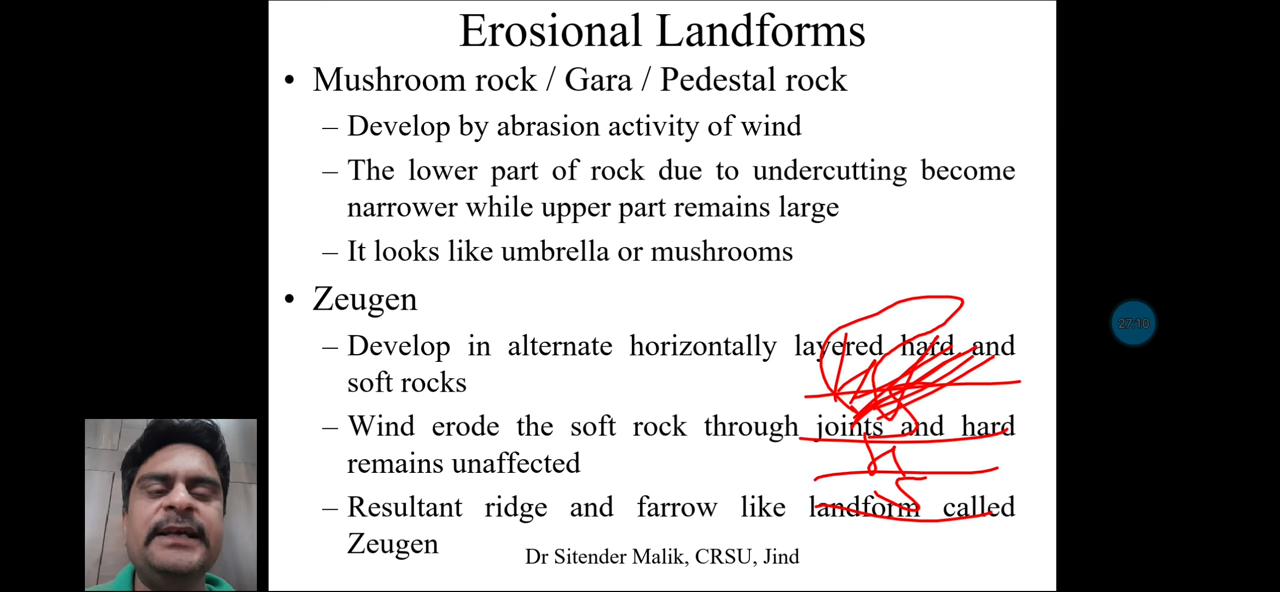 Erosional Landforms
• Mushroom rock / Gara / Pedestal rock
– Develop by abrasion activity of wind
– The lower part of rock due to undercutting become
narrower while upper part remains large
– It looks like umbrella or mushrooms
• Zeugen
– Develop in alternate horizontally layered hard and
soft rocks
– Wind erode the soft rock through joints and hard
remains unaffected
– Resultant ridge and farrow like landform called
Zeugen
Dr Sitender Malik, CRSU, Jind
27:10